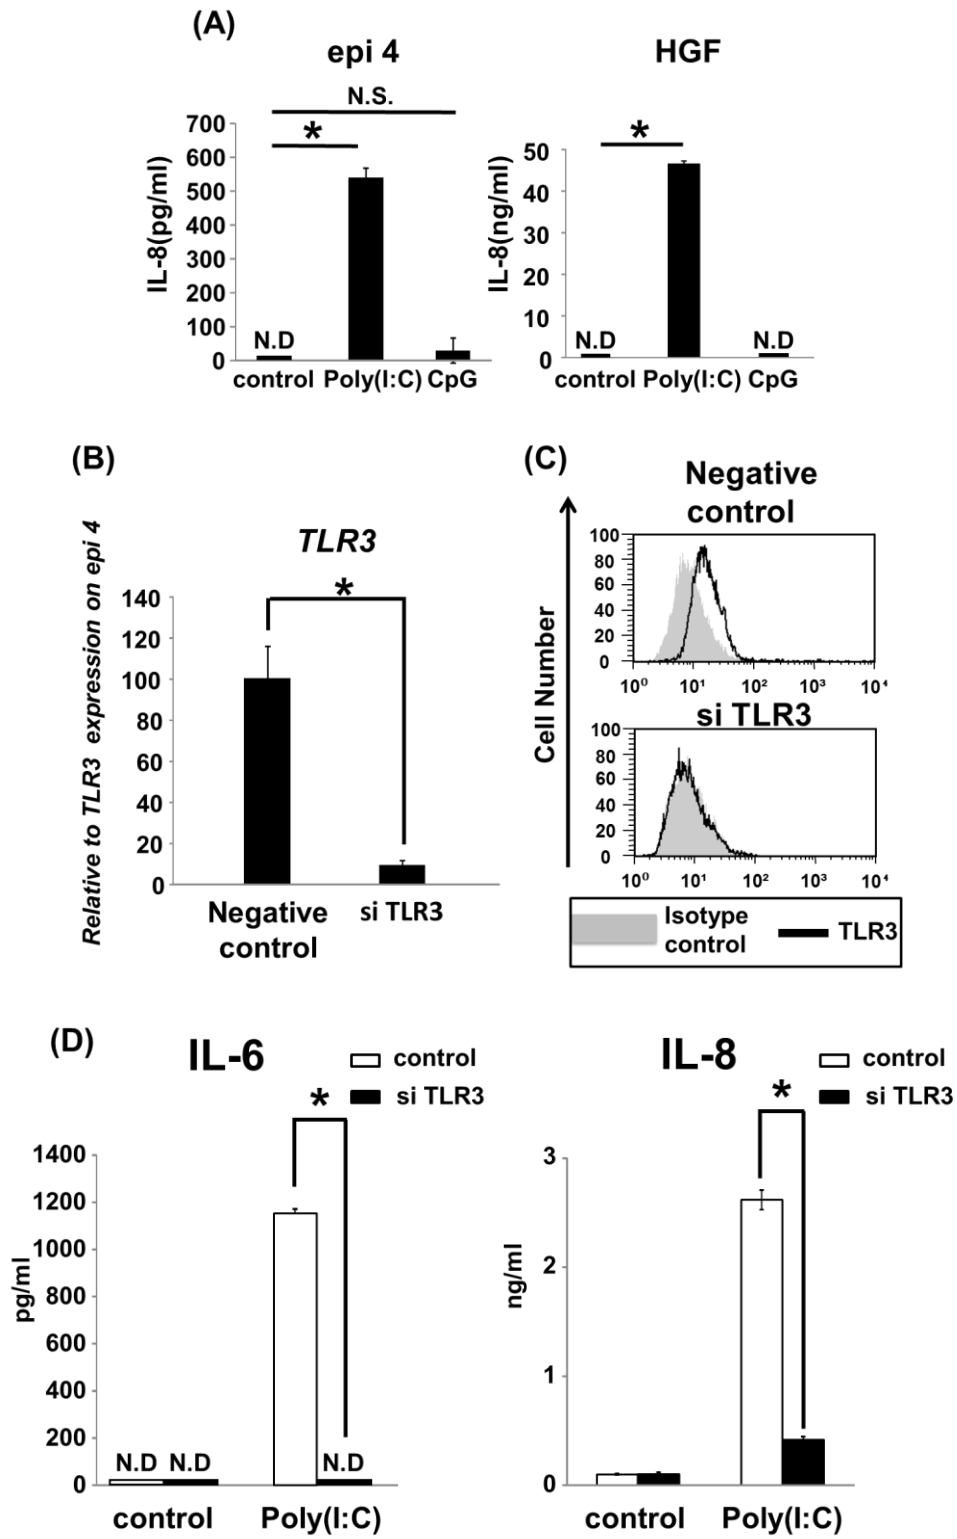 (A)
epi 4
HGF
N.S.
*
*
IL-8(pg/ml)
700
600
500
400
300
200
100
0
N.D
control Poly(I:C) CpG
IL-8(ng/ml)
50
40
30
20
10
0
N.D
N.D
control Poly(I:C) CpG
(B)
TLR3
*
Relative to TLR3 expression on epi 4
140
120
100
80
60
40
20
0
Negative
control
si TLR3
(C)
Negative
control
Cell Number
100
80
60
40
20
0
10⁰ 10¹ 10² 10³ 10⁴
si TLR3
100
80
60
40
20
0
10⁰ 10¹ 10² 10³ 10⁴
Isotype
control
TLR3
(D)
IL-6
control
si TLR3
*
pg/ml
1400
1200
1000
800
600
400
200
0
N.D N.D
N.D
control Poly(I:C)
IL-8
control
si TLR3
*
ng/ml
3
2
1
0
control Poly(I:C)